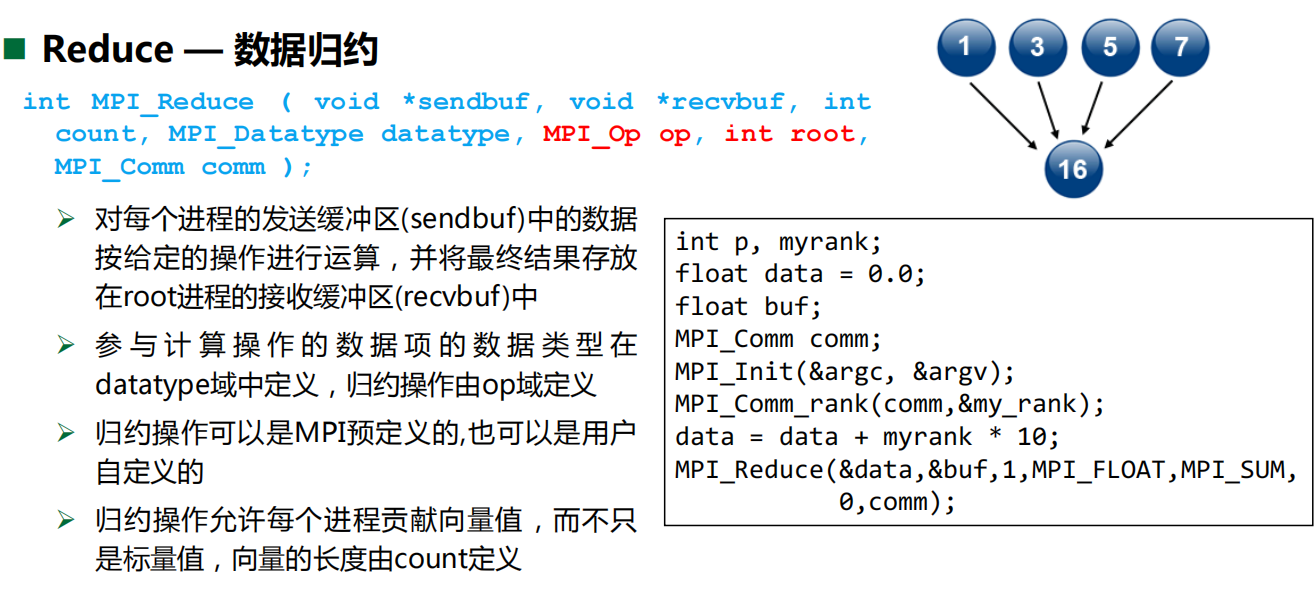 Reduce — 数据归约
int MPI_Reduce ( void *sendbuf, void *recvbuf, int
count, MPI_Datatype datatype, MPI_Op op, int root,
MPI_Comm comm );
对每个进程的发送缓冲区(sendbuf)中的数据
按给定的操作进行运算，并将最终结果存放
在root进程的接收缓冲区(recvbuf)中
参与计算操作的数据项的数据类型在
datatype域中定义，归约操作由op域定义
归约操作可以是MPI预定义的,也可以是用户
自定义的
归约操作允许每个进程贡献向量值，而不只
是标量值，向量的长度由count定义
1 3 5 7
16
int p, myrank;
float data = 0.0;
float buf;
MPI_Comm comm;
MPI_Init(&argc, &argv);
MPI_Comm_rank(comm,&my_rank);
data = data + myrank * 10;
MPI_Reduce(&data,&buf,1,MPI_FLOAT,MPI_SUM,
0,comm);